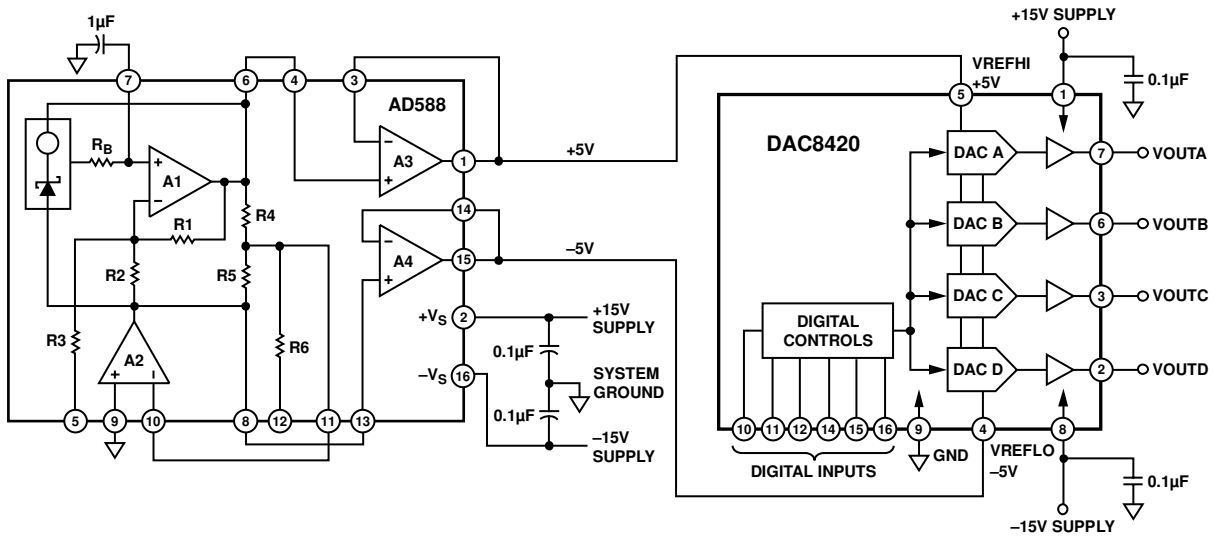 1µF
7
6
4
3
AD588
RB
A1
+
–
R1
R2
R3
R4
R5
R6
A2
+
–
A3
–
+
A4
–
+
1
14
15
+VS
2
–VS
16
5
9
10
8
12
11
13
+5V
–5V
+15V
SUPPLY
0.1µF
SYSTEM
GROUND
0.1µF
–15V
SUPPLY
+15V SUPPLY
VREFHI
+5V
5
1
0.1µF
DAC8420
DAC A
7
VOUTA
DAC B
6
VOUTB
DAC C
3
VOUTC
DAC D
2
VOUTD
DIGITAL
CONTROLS
10
11
12
14
15
16
9
4
8
DIGITAL INPUTS
GND
VREFLO
–5V
0.1µF
–15V SUPPLY